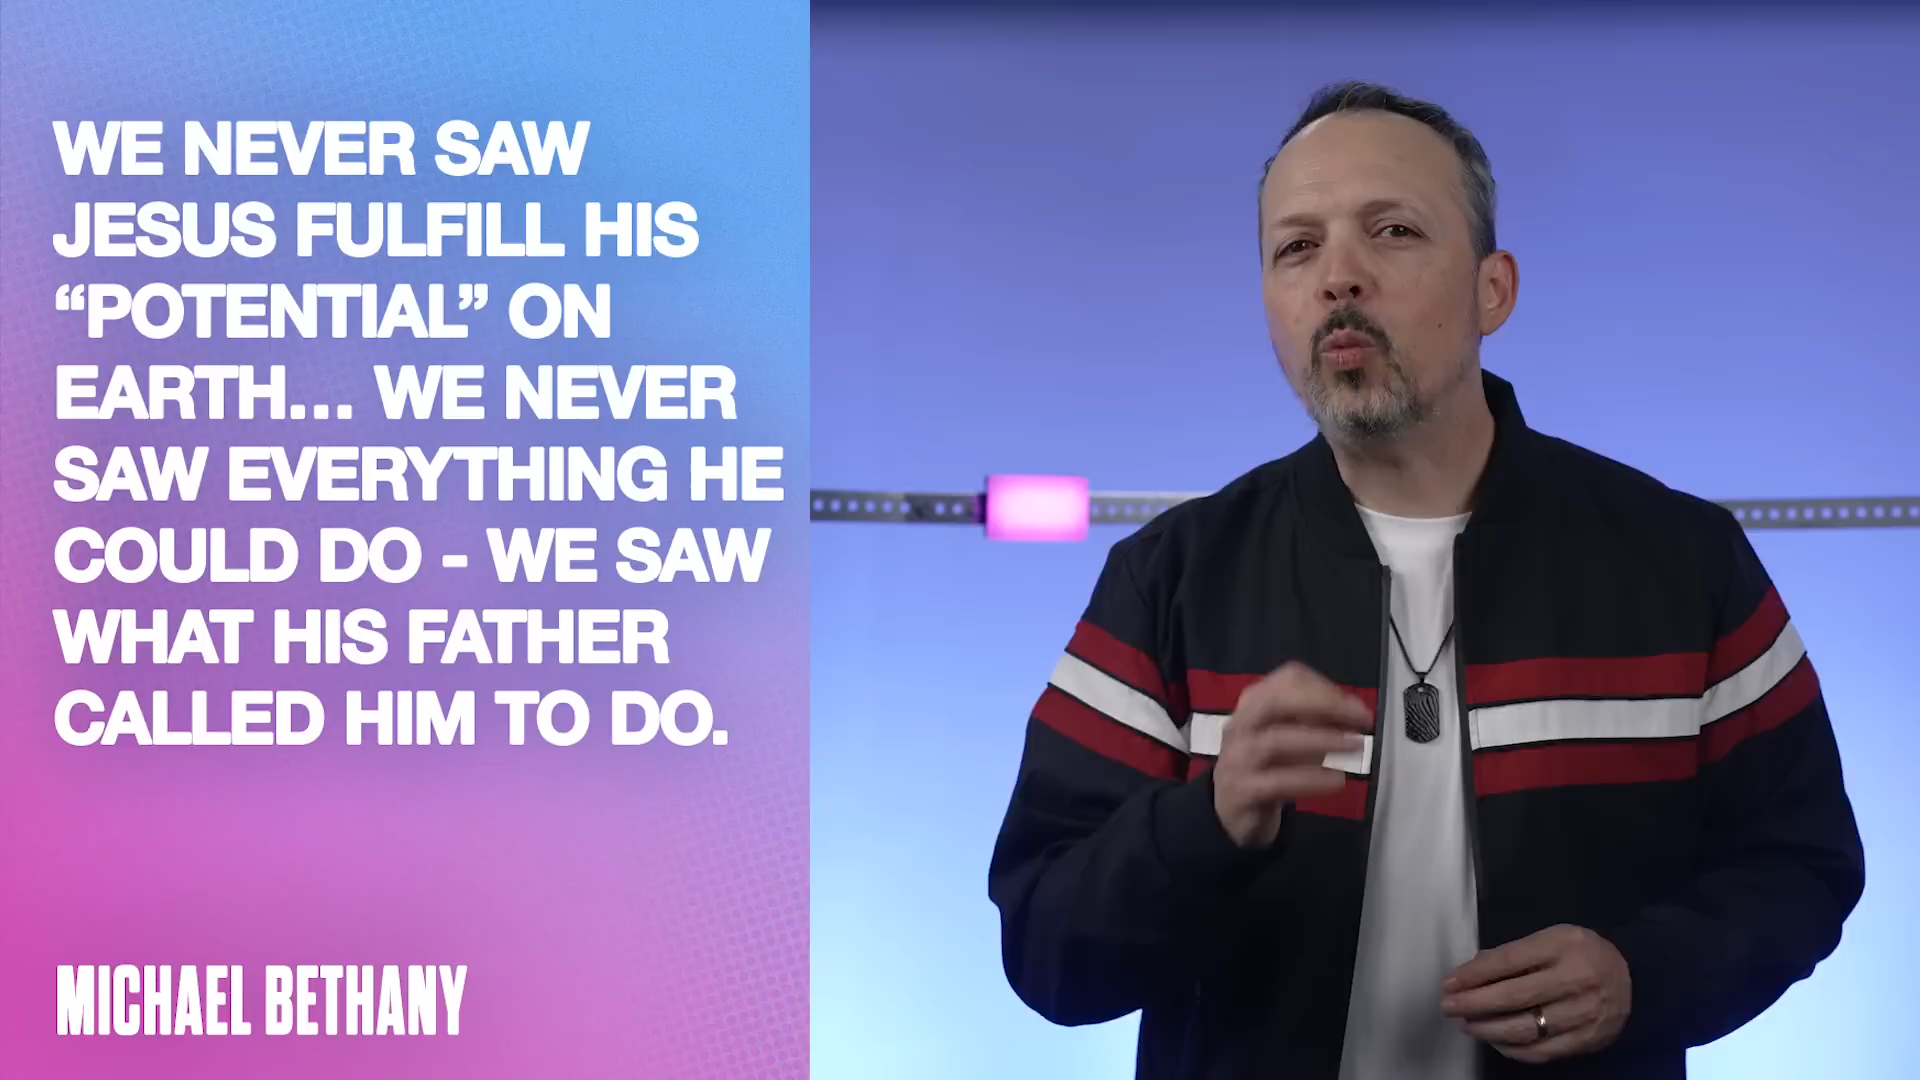 WE NEVER SAW
JESUS FULFILL HIS
“POTENTIAL” ON
EARTH... WE NEVER
SAW EVERYTHING HE
COULD DO - WE SAW
WHAT HIS FATHER
CALLED HIM TO DO.
MICHAEL BETHANY